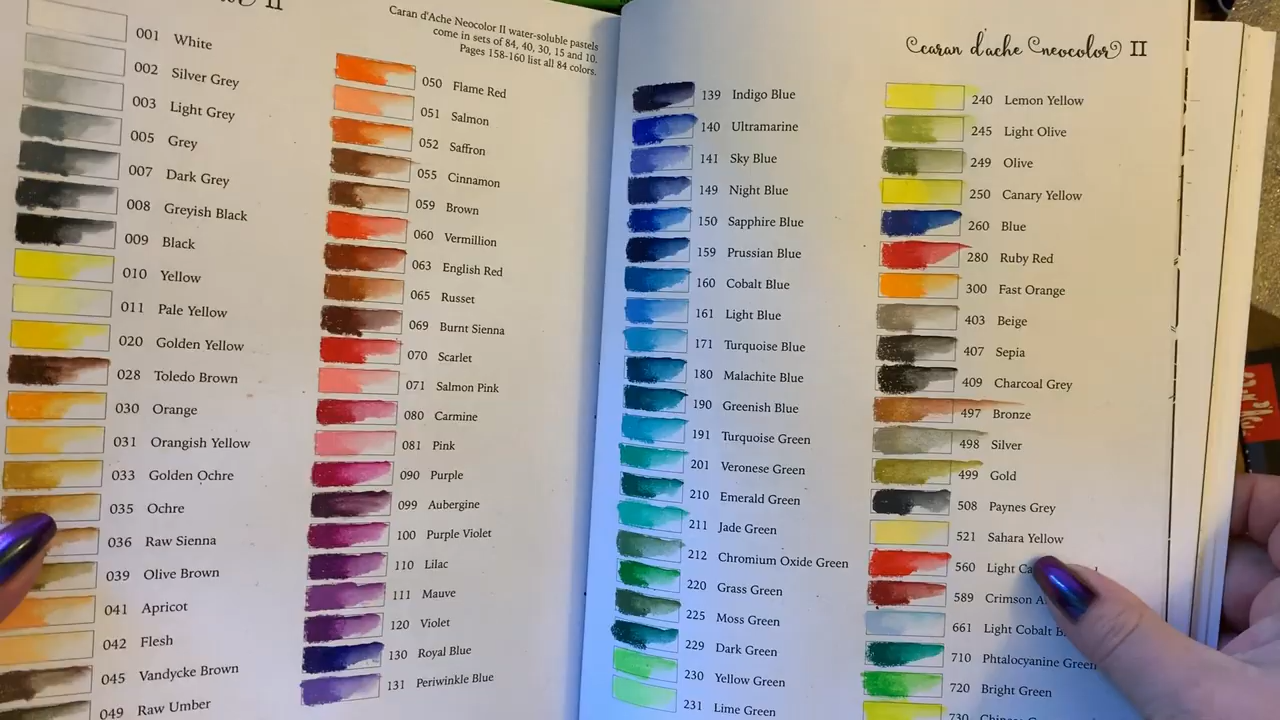 II
Caran d'Ache Neocolor II water-soluble pastels
come in sets of 84, 40, 30, 15 and 10.
Pages 158-160 list all 84 colors.
001 White
002 Silver Grey
003 Light Grey
005 Grey
007 Dark Grey
008 Greyish Black
009 Black
010 Yellow
011 Pale Yellow
020 Golden Yellow
028 Toledo Brown
030 Orange
031 Orangish Yellow
033 Golden Ochre
035 Ochre
036 Raw Sienna
039 Olive Brown
041 Apricot
042 Flesh
045 Vandycke Brown
049 Raw Umber
050 Flame Red
051 Salmon
052 Saffron
055 Cinnamon
059 Brown
060 Vermillion
063 English Red
065 Russet
069 Burnt Sienna
070 Scarlet
071 Salmon Pink
080 Carmine
081 Pink
090 Purple
099 Aubergine
100 Purple Violet
110 Lilac
111 Mauve
120 Violet
130 Royal Blue
131 Periwinkle Blue
caran d'ache neocolor II
139 Indigo Blue
140 Ultramarine
141 Sky Blue
149 Night Blue
150 Sapphire Blue
159 Prussian Blue
160 Cobalt Blue
161 Light Blue
171 Turquoise Blue
180 Malachite Blue
190 Greenish Blue
191 Turquoise Green
201 Veronese Green
210 Emerald Green
211 Jade Green
212 Chromium Oxide Green
220 Grass Green
225 Moss Green
229 Dark Green
230 Yellow Green
231 Lime Green
240 Lemon Yellow
245 Light Olive
249 Olive
250 Canary Yellow
260 Blue
280 Ruby Red
300 Fast Orange
403 Beige
407 Sepia
409 Charcoal Grey
497 Bronze
498 Silver
499 Gold
508 Paynes Grey
521 Sahara Yellow
560 Light
589 Crimson
661 Light Cobalt
710 Phtalocyanine Green
720 Bright Green
730